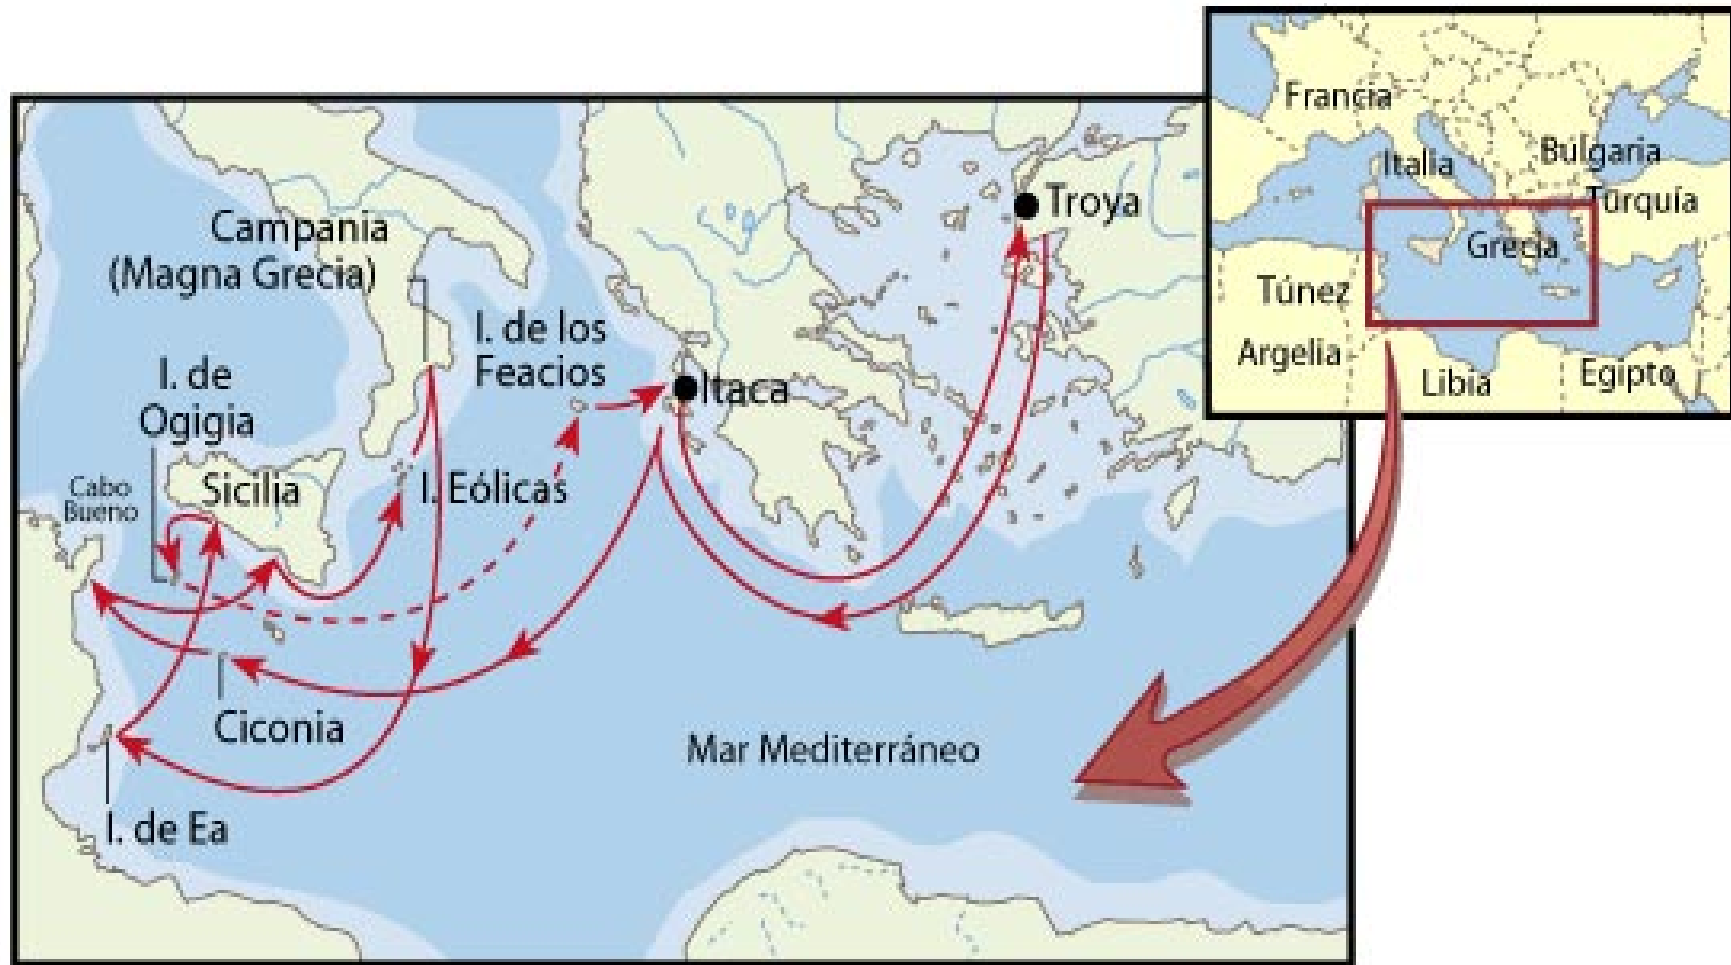 Campania
(Magna Grecia)
I. de los
Feacios
I. de
Ogigia
Cabo
Bueno
Sicilia
I. Eólicas
Itaca
Troya
Ciconia
I. de Ea
Mar Mediterráneo
Francia
Italia
Búlgaria
Turquía
Grecia
Túnez
Argelia
Libia
Egipto